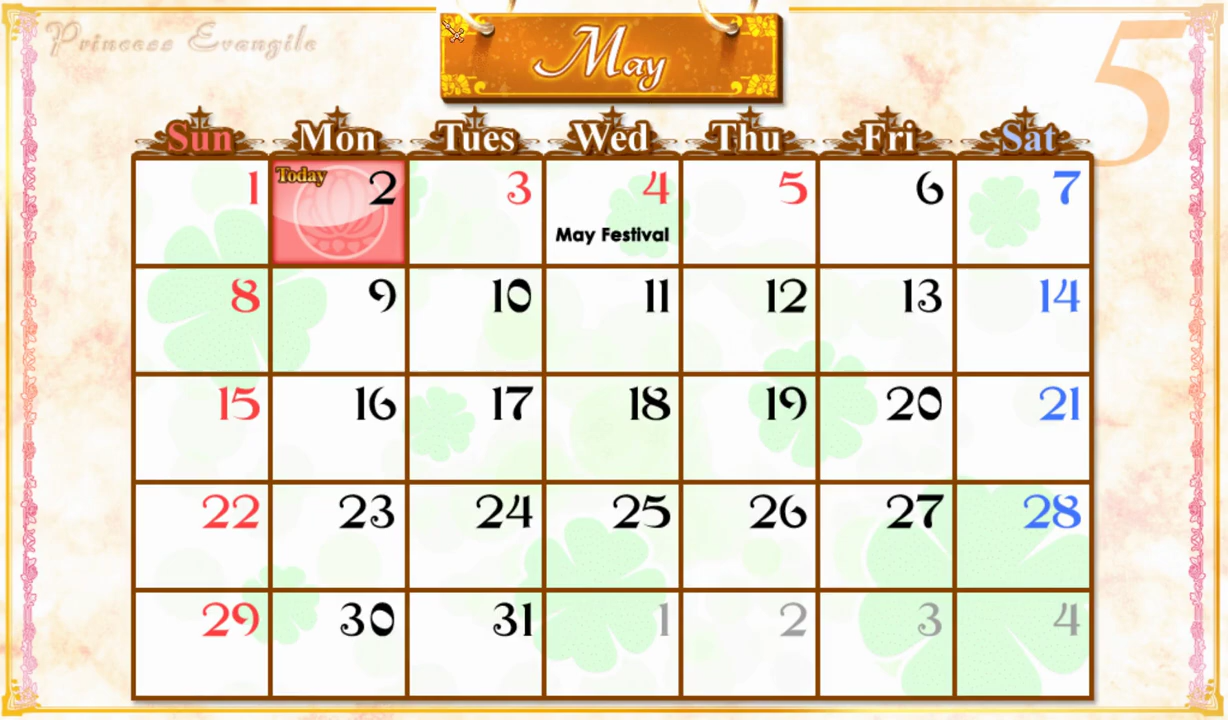 Princess Evangile
May
5
Sun Mon Tues Wed Thu Fri Sat
1 Today 2 3 4 5 6 7
May Festival
8 9 10 11 12 13 14
15 16 17 18 19 20 21
22 23 24 25 26 27 28
29 30 31 1 2 3 4